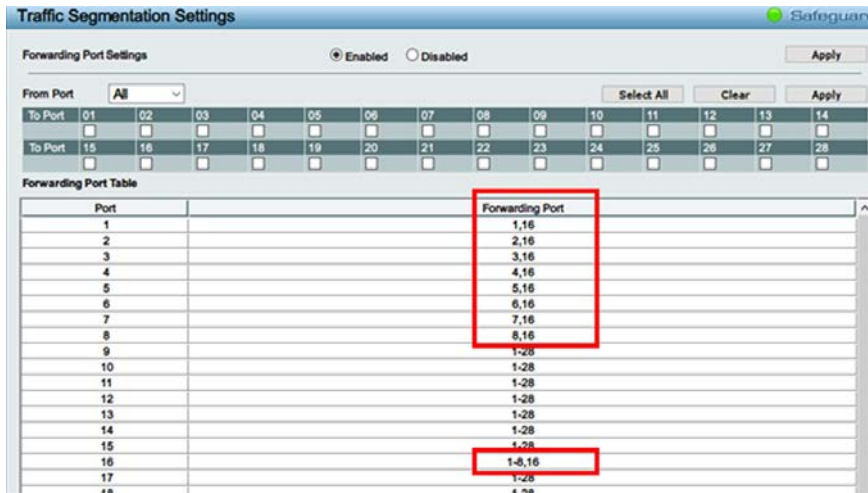 Traffic Segmentation Settings Safeguar
Forwarding Port Settings Enabled Disabled Apply
From Port All Select All Clear Apply
To Port 01 02 03 04 05 06 07 08 09 10 11 12 13 14
To Port 15 16 17 18 19 20 21 22 23 24 25 26 27 28
Forwarding Port Table
Port Forwarding Port
1 1,16
2 2,16
3 3,16
4 4,16
5 5,16
6 6,16
7 7,16
8 8,16
9 1-28
10 1-28
11 1-28
12 1-28
13 1-28
14 1-28
15 1-28
16 1-8,16
17 1-28
18 1-28